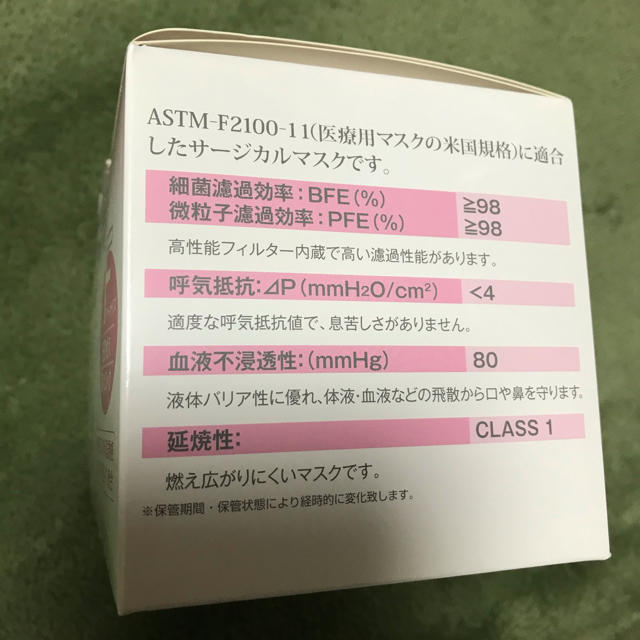 ASTM-F2100-11(医療用マスクの米国規格)に適合
したサージカルマスクです。
細菌濾過効率：BFE(%) ≧98
微粒子濾過効率：PFE(%) ≧98
高性能フィルター内蔵で高い濾過性能があります。
呼気抵抗：⊿P(mmH2O/cm²) <4
適度な呼気抵抗値で、息苦しさがありません。
血液不浸透性：(mmHg) 80
液体バリア性に優れ、体液・血液などの飛散から口や鼻を守ります。
延焼性： CLASS 1
燃え広がりにくいマスクです。
※保管期間・保管状態により経時的に変化致します。